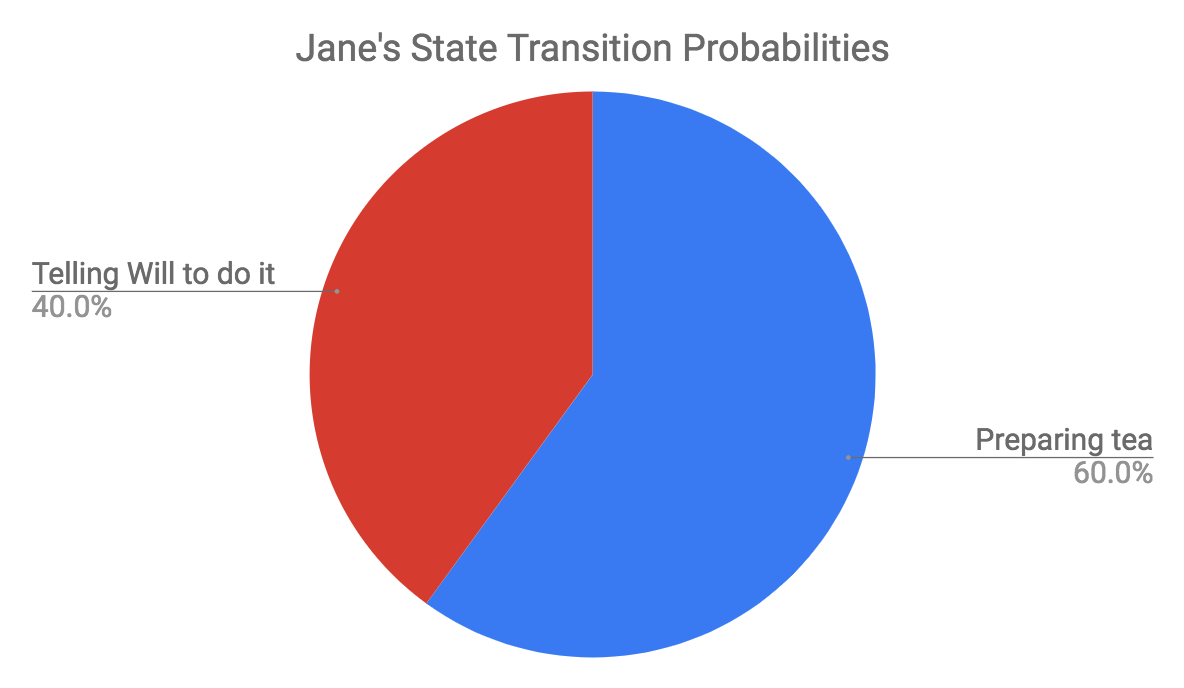 Jane's State Transition Probabilities
Telling Will to do it
40.0%
Preparing tea
60.0%